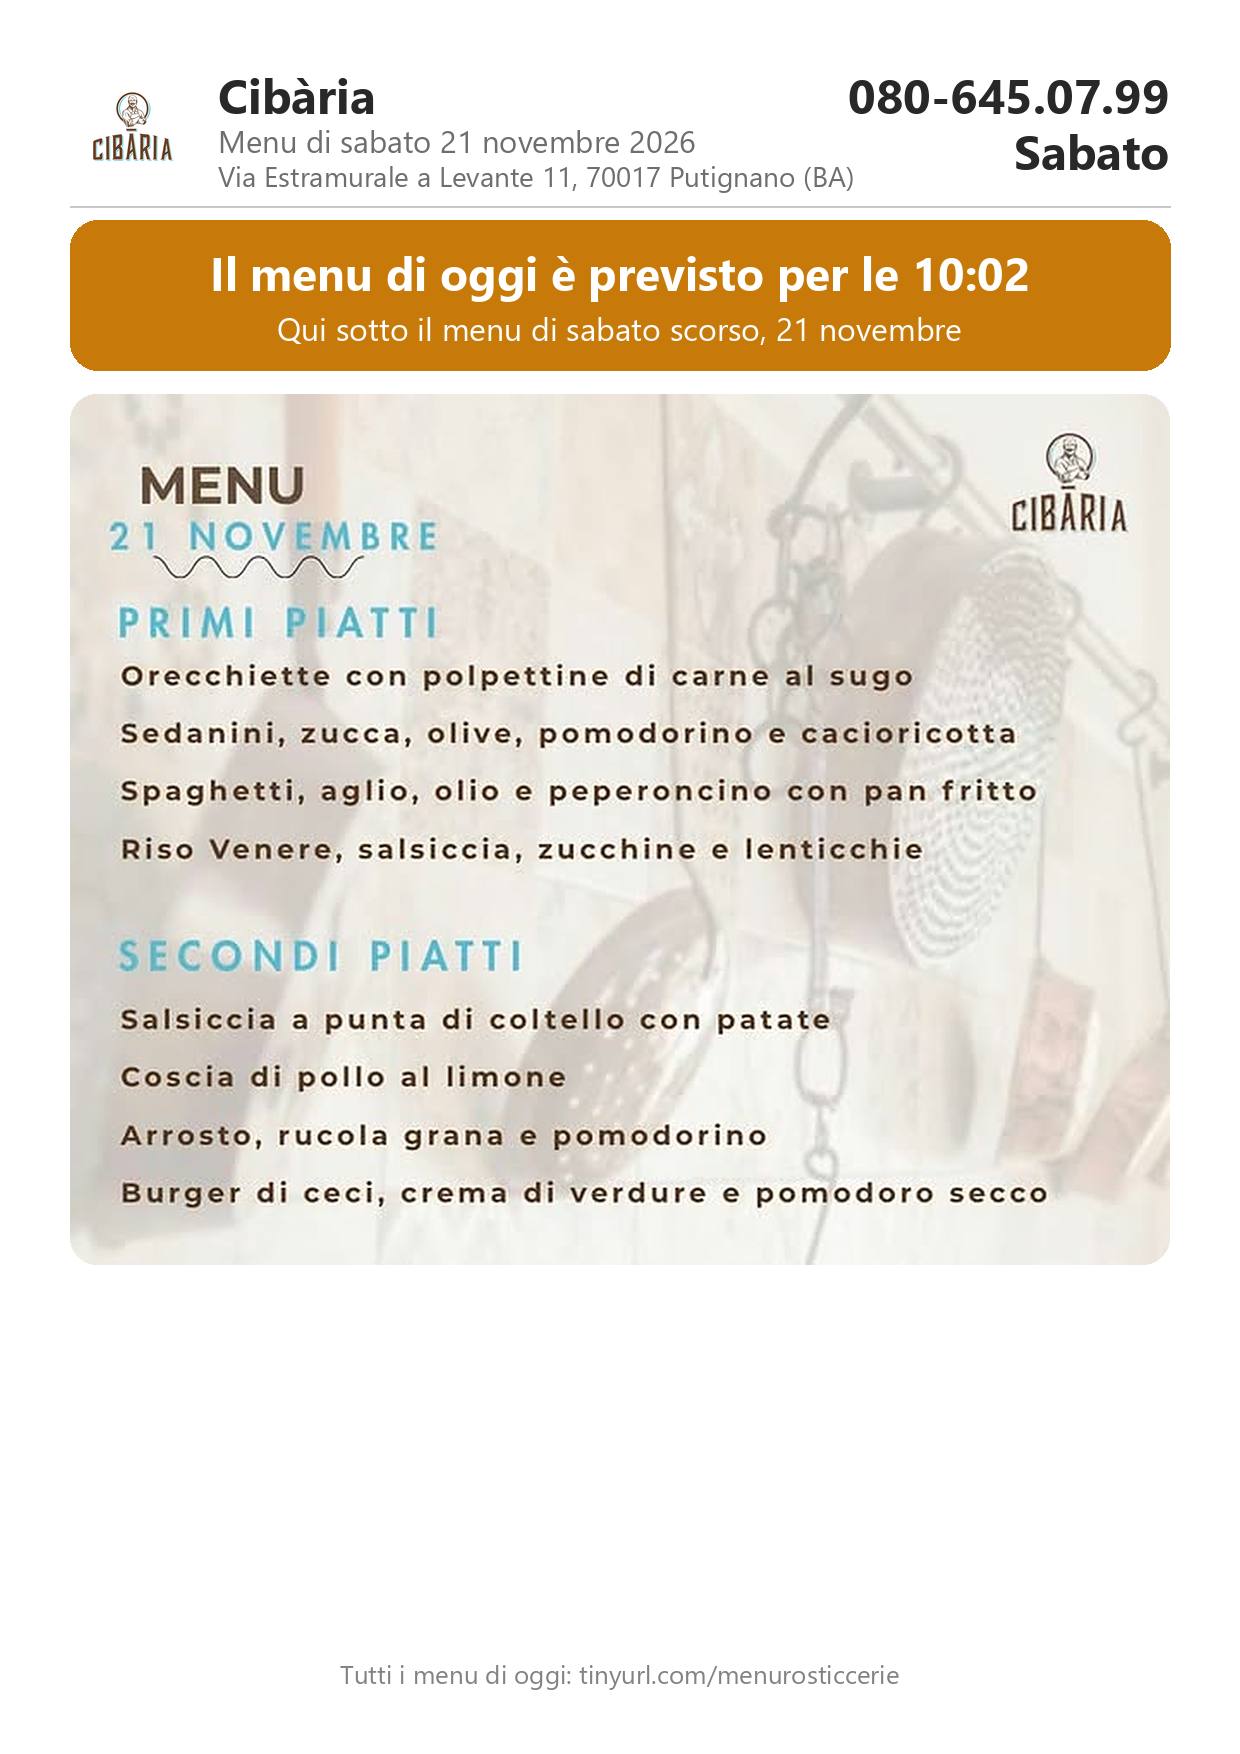 CIBÀRIA
Cibària
Menu di sabato 21 novembre 2026
Via Estramurale a Levante 11, 70017 Putignano (BA)
080-645.07.99
Sabato
Il menu di oggi è previsto per le 10:02
Qui sotto il menu di sabato scorso, 21 novembre
MENU
21 NOVEMBRE
CIBÀRIA
PRIMI PIATTI
Orecchiette con polpettine di carne al sugo
Sedanini, zucca, olive, pomodorino e cacioricotta
Spaghetti, aglio, olio e peperoncino con pan fritto
Riso Venere, salsiccia, zucchine e lenticchie
SECONDI PIATTI
Salsiccia a punta di coltello con patate
Coscia di pollo al limone
Arrosto, rucola grana e pomodorino
Burger di ceci, crema di verdure e pomodoro secco
Tutti i menu di oggi: tinyurl.com/menurosticcerie